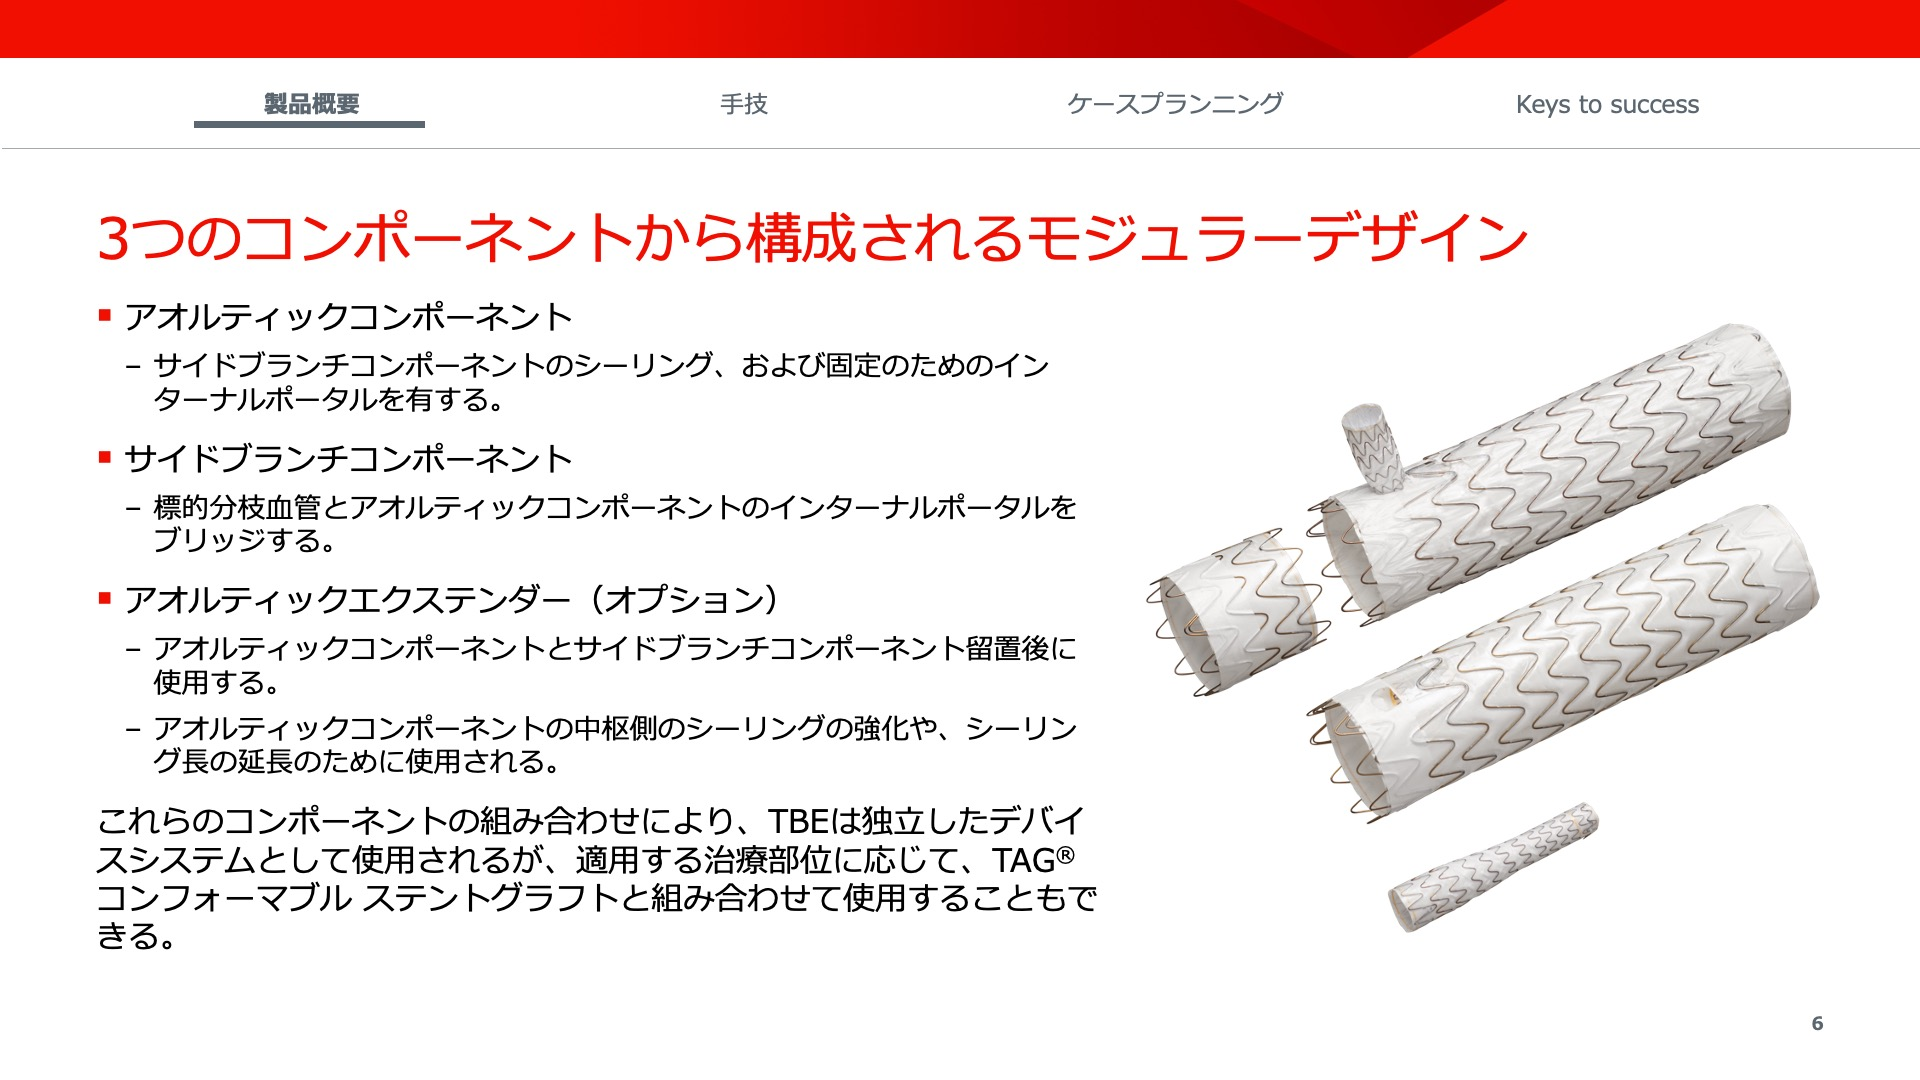 製品概要
手技
ケースプランニング
Keys to success
3つのコンポーネントから構成されるモジュラーデザイン
▪ アオルティックコンポーネント
– サイドブランチコンポーネントのシーリング、および固定のためのイン
ターナルポータルを有する。
▪ サイドブランチコンポーネント
– 標的分枝血管とアオルティックコンポーネントのインターナルポータルを
ブリッジする。
▪ アオルティックエクステンダー（オプション）
– アオルティックコンポーネントとサイドブランチコンポーネント留置後に
使用する。
– アオルティックコンポーネントの中枢側のシーリングの強化や、シーリン
グ長の延長のために使用される。
これらのコンポーネントの組み合わせにより、TBEは独立したデバイ
スシステムとして使用されるが、適用する治療部位に応じて、TAG®
コンフォーマブル ステントグラフトと組み合わせて使用することもで
きる。
6